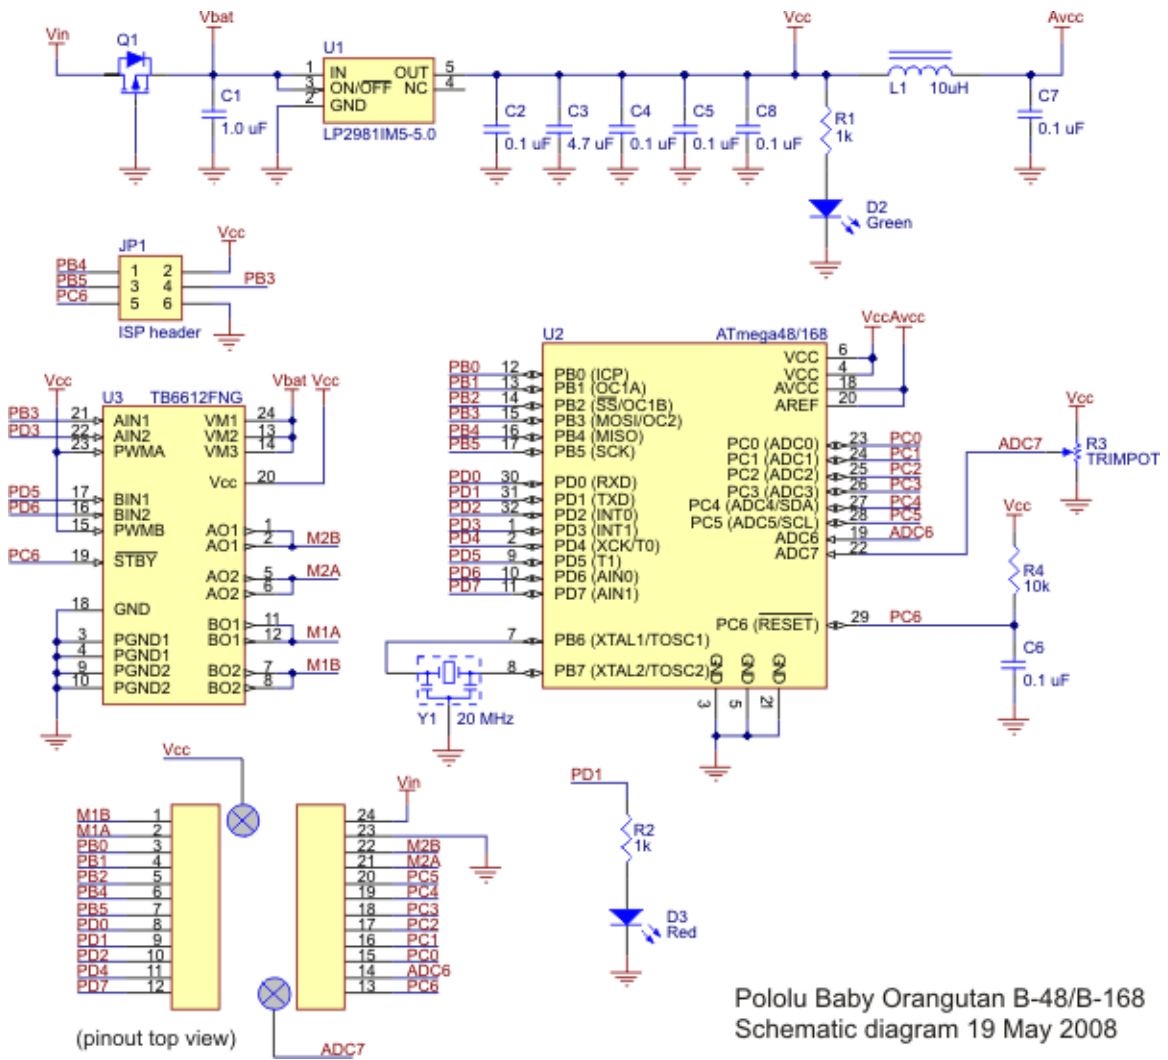 Vin
Q1
Vbat
C1
1.0 uF
U1
1 IN OUT 5
3 ON/OFF NC 4
2 GND
LP2981IM5-5.0
C2
0.1 uF
C3
4.7 uF
C4
0.1 uF
C5
0.1 uF
C8
0.1 uF
Vcc
R1
1k
D2
Green
L1 10uH
Avcc
C7
0.1 uF
JP1
Vcc
PB4 1 2
PB5 3 4 PB3
PC6 5 6
ISP header
Vcc
U3 TB6612FNG
Vbat Vcc
PB3 21 AIN1 VM1 24
PD3 22 AIN2 VM2 13
23 PWMA VM3 14
Vcc 20
PD5 17 BIN1
PD6 16 BIN2
15 PWMB AO1 1
AO1 2 M2B
PC6 19 STBY
AO2 5 M2A
AO2 6
18 GND
BO1 11
3 PGND1 BO1 12 M1A
4 PGND1
9 PGND2 BO2 7 M1B
10 PGND2 BO2 8
U2 ATmega48/168
Vcc Avcc
VCC 6
PB0 12 PB0 (ICP) VCC 4
PB1 13 PB1 (OC1A) AVCC 18
PB2 14 PB2 (SS/OC1B) AREF 20
PB3 15 PB3 (MOSI/OC2)
PB4 16 PB4 (MISO)
PB5 17 PB5 (SCK)
PC0 (ADC0) 23 PC0
PC1 (ADC1) 24 PC1
PC2 (ADC2) 25 PC2
PC3 (ADC3) 26 PC3
PC4 (ADC4/SDA) 27 PC4
PC5 (ADC5/SCL) 28 PC5
ADC6 19 ADC6
ADC7 22
PD0 30 PD0 (RXD)
PD1 31 PD1 (TXD)
PD2 32 PD2 (INT0)
PD3 1 PD3 (INT1)
PD4 2 PD4 (XCK/T0)
PD5 9 PD5 (T1)
PD6 10 PD6 (AIN0)
PD7 11 PD7 (AIN1)
PC6 (RESET) 29 PC6
7 PB6 (XTAL1/TOSC1)
8 PB7 (XTAL2/TOSC2)
GND GND GND
3 5 21
Y1 20 MHz
Vcc
ADC7
R3
TRIMPOT
Vcc
R4
10k
C6
0.1 uF
Vcc
M1B 1
M1A 2
PB0 3
PB1 4
PB2 5
PB4 6
PB5 7
PD0 8
PD1 9
PD2 10
PD4 11
PD7 12
Vin
24
23
22 M2B
21 M2A
20 PC5
19 PC4
18 PC3
17 PC2
16 PC1
15 PC0
14 ADC6
13 PC6
(pinout top view)
ADC7
PD1
R2
1k
D3
Red
Pololu Baby Orangutan B-48/B-168
Schematic diagram 19 May 2008